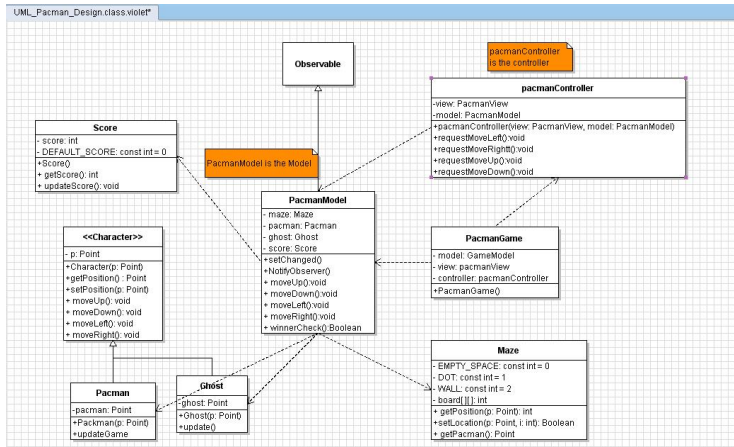 UML_Pacman_Design.class.violet*
Observable
pacmanController
is the controller
pacmanController
-view: PacmanView
-model: PacmanModel
+pacmanController(view: PacmanView, model: PacmanModel)
+requestMoveLeft():void
+requestMoveRightt():void
+requestMoveUp():void
+requestMoveDown():void
Score
- score: int
- DEFAULT_SCORE: const int = 0
+Score()
+ getScore(): int
+ updateScore(): void
PacmanModel is the Model
PacmanModel
- maze: Maze
- pacman: Pacman
- ghost: Ghost
- score: Score
+setChanged()
+NotifyObserver()
+ moveUp():void
+ moveDown():void
+ moveLeft():void
+ moveRight():void
+ winnerCheck():Boolean
<<Character>>
- p: Point
+Character(p: Point)
+getPosition() : Point
+setPosition(p: Point)
+ moveUp(): void
+ moveDown(): void
+ moveLeft(): void
+ moveRight(): void
PacmanGame
- model: GameModel
- view: pacmanView
- controller: pacmanController
+PacmanGame()
Maze
- EMPTY_SPACE: const int = 0
- DOT: const int = 1
- WALL: const int = 2
- board[][]: int
+ getPosition(p: Point): int
+setLocation(p: Point, i: int): Boolean
+ getPacman(): Point
Pacman
-pacman: Point
+Packman(p: Point)
+updateGame
Ghost
-ghost: Point
+Ghost(p: Point)
+update()